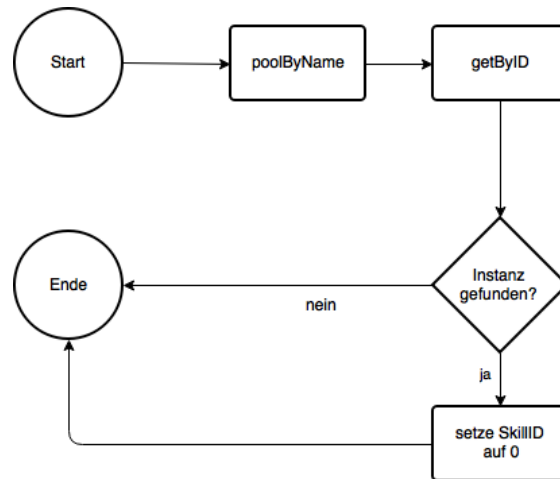 Start
poolByName
getByID
Instanz
gefunden?
nein
Ende
ja
setze SkillID
auf 0